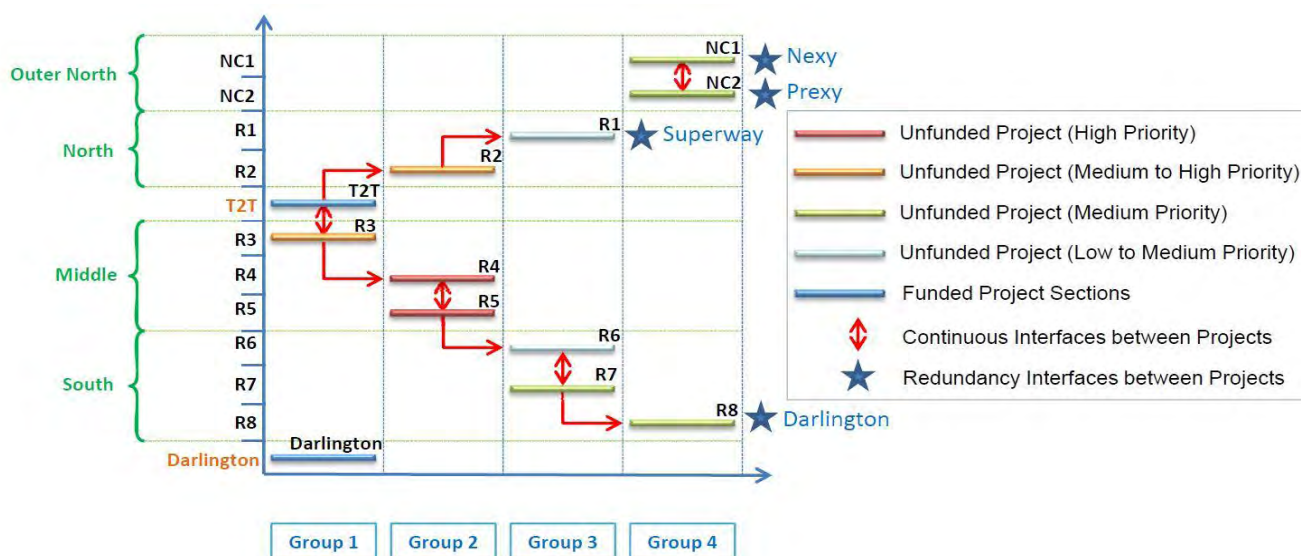 Outer North
North
Middle
South
NC1
NC2
R1
R2
T2T
R3
R4
R5
R6
R7
R8
Darlington
NC1
Nexy
NC2
Prexy
R1
Superway
R2
T2T
R3
R4
R5
R6
R7
R8
Darlington
Darlington
Group 1
Group 2
Group 3
Group 4
Unfunded Project (High Priority)
Unfunded Project (Medium to High Priority)
Unfunded Project (Medium Priority)
Unfunded Project (Low to Medium Priority)
Funded Project Sections
Continuous Interfaces between Projects
Redundancy Interfaces between Projects